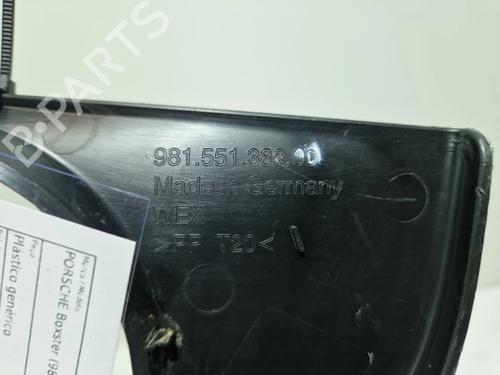 981.551.382.00
Made in Germany
WEX
>PP T20<
Marca / Modelo
PORSCHE Boxster (98
Peça
Plástico genérico
B-PARTS